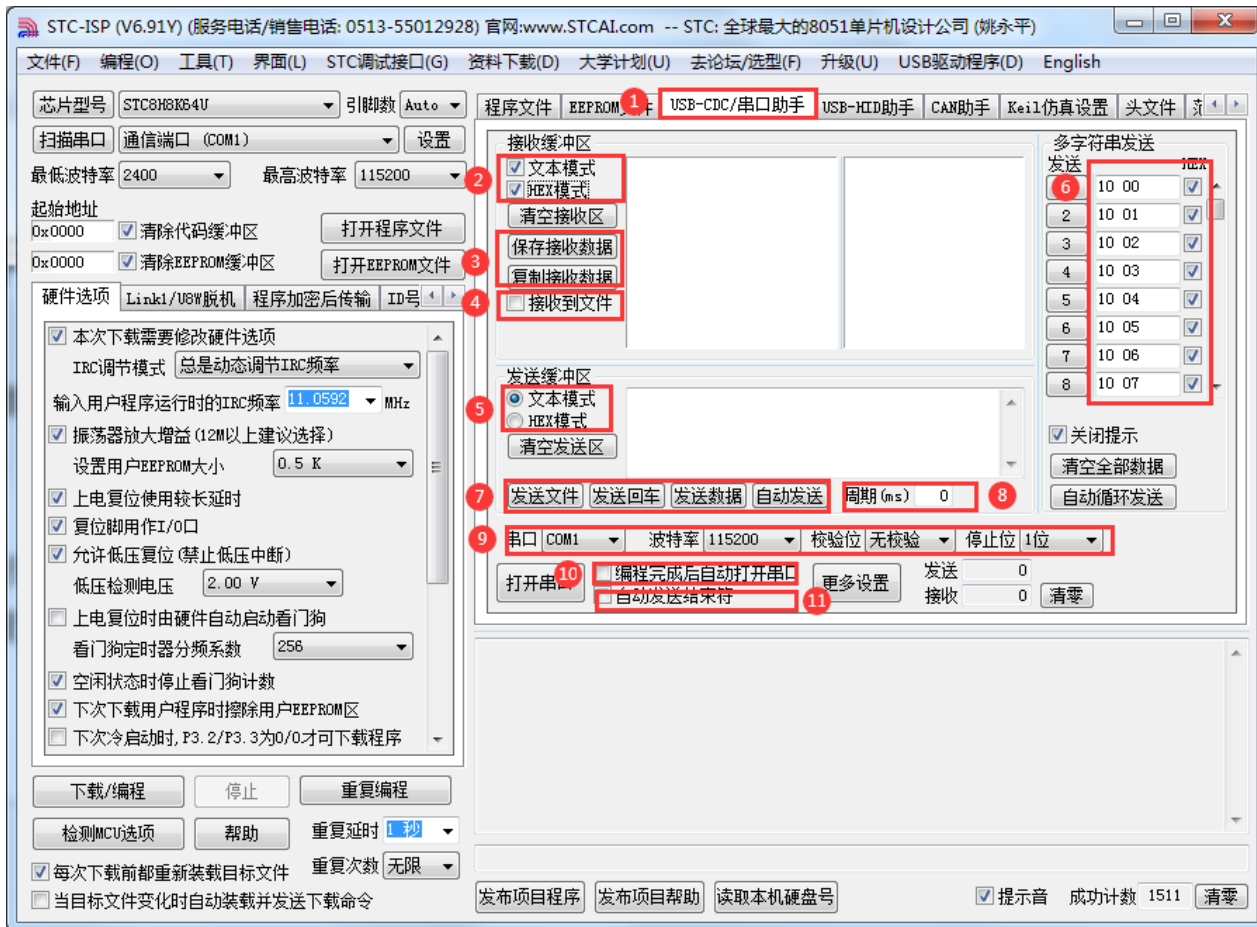 STC-ISP (V6.91Y) (服务电话/销售电话: 0513-55012928) 官网:www.STCAI.com -- STC: 全球最大的8051单片机设计公司 (姚永平)
文件(F) 编程(O) 工具(T) 界面(L) STC调试接口(G) 资料下载(D) 大学计划(U) 去论坛/选型(F) 升级(U) USB驱动程序(D) English
芯片型号 STC8H8K64U 引脚数 Auto
扫描串口 通信端口 (COM1) 设置
最低波特率 2400 最高波特率 115200
起始地址
0x0000 清除代码缓冲区 打开程序文件
0x0000 清除EEPROM缓冲区 打开EEPROM文件
硬件选项 Link1/U8W脱机 程序加密后传输 ID号
本次下载需要修改硬件选项
IRC调节模式 总是动态调节IRC频率
输入用户程序运行时的IRC频率 11.0592 MHz
振荡器放大增益(12M以上建议选择)
设置用户EEPROM大小 0.5 K
上电复位使用较长延时
复位脚用作I/O口
允许低压复位(禁止低压中断)
低压检测电压 2.00 V
上电复位时由硬件自动启动看门狗
看门狗定时器分频系数 256
空闲状态时停止看门狗计数
下次下载用户程序时擦除用户EEPROM区
下次冷启动时,P3.2/P3.3为0/0才可下载程序
下载/编程 停止 重复编程
检测MCU选项 帮助 重复延时 1 秒
每次下载前都重新装载目标文件 重复次数 无限
当目标文件变化时自动装载并发送下载命令
程序文件 EEPROM 1 USB-CDC/串口助手 USB-HID助手 CAN助手 Keil仿真设置 头文件
接收缓冲区
2 文本模式
HEX模式
清空接收区
3 保存接收数据
复制接收数据
4 接收到文件
多字符串发送
发送 HEX
6 10 00
2 10 01
3 10 02
4 10 03
5 10 04
6 10 05
7 10 06
8 10 07
关闭提示
清空全部数据
自动循环发送
发送缓冲区
5 文本模式
HEX模式
清空发送区
7 发送文件 发送回车 发送数据 自动发送 周期(ms) 0 8
9 串口 COM1 波特率 115200 校验位 无校验 停止位 1位
打开串口 10 编程完成后自动打开串口 更多设置 发送 0
自动发送结束符 11 接收 0 清零
发布项目程序 发布项目帮助 读取本机硬盘号 提示音 成功计数 1511 清零